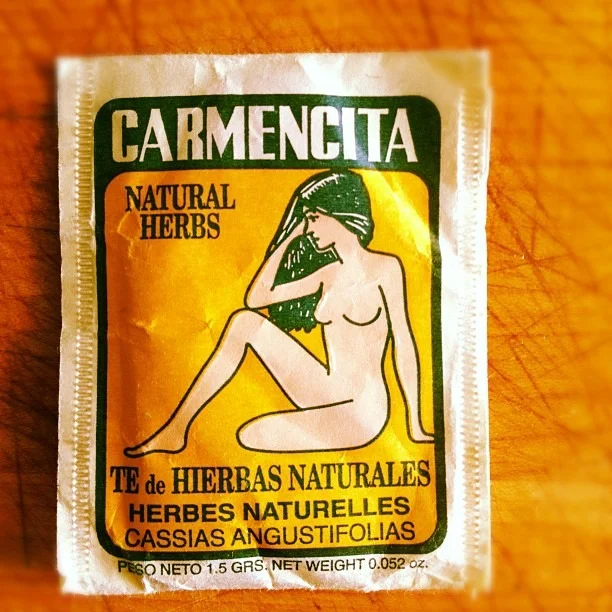 CARMENCITA
NATURAL
HERBS
TE de HIERBAS NATURALES
HERBES NATURELLES
CASSIAS ANGUSTIFOLIAS
PESO NETO 1.5 GRS. NET WEIGHT 0.052 oz.